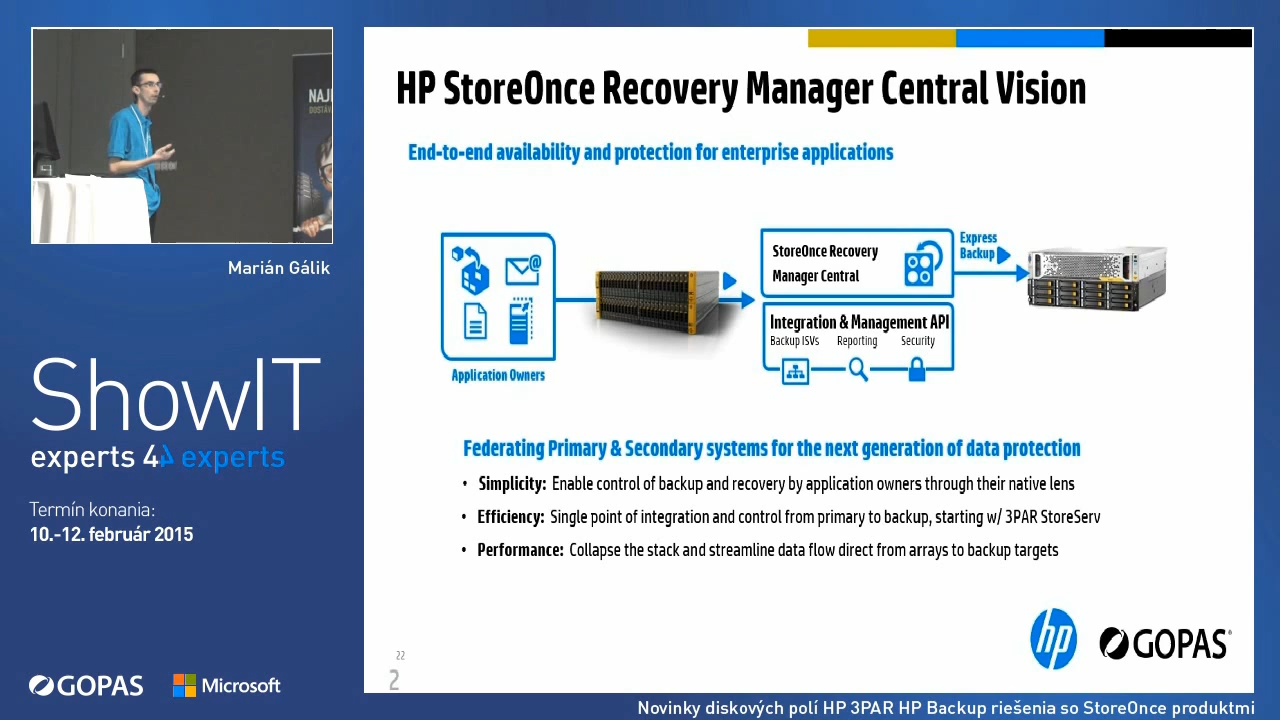 NAJ
DOSTÁV
Marián Gálik
ShowIT
experts 4 experts
Termín konania:
10.-12. február 2015
GOPAS
Microsoft
HP StoreOnce Recovery Manager Central Vision
End-to-end availability and protection for enterprise applications
Application Owners
StoreOnce Recovery
Manager Central
Integration & Management API
Backup ISVs Reporting Security
Express
Backup
Federating Primary & Secondary systems for the next generation of data protection
• Simplicity: Enable control of backup and recovery by application owners through their native lens
• Efficiency: Single point of integration and control from primary to backup, starting w/ 3PAR StoreServ
• Performance: Collapse the stack and streamline data flow direct from arrays to backup targets
22
2
hp
GOPAS
Novinky diskových polí HP 3PAR HP Backup riešenia so StoreOnce produktmi